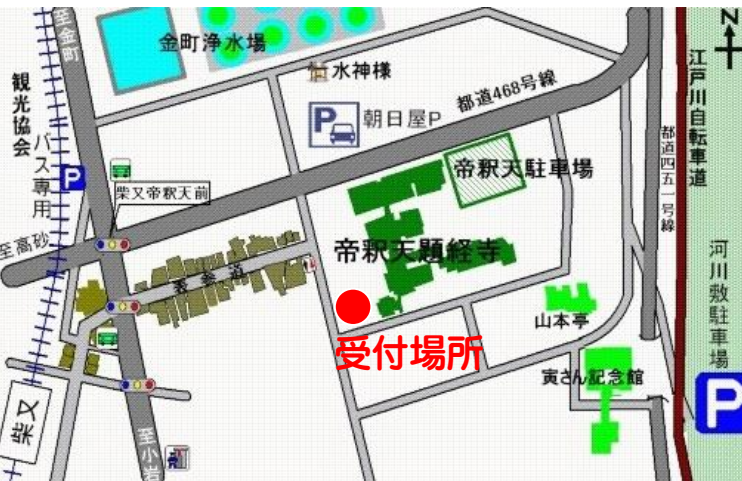 至金町
金町浄水場
水神様
N
観光協会
バス専用
P
P
朝日屋P
都道468号線
江戸川自転車道
都道四五一号線
柴又帝釈天前
帝釈天駐車場
至高砂
表参道
帝釈天題経寺
河川敷駐車場
P
受付場所
山本亭
寅さん記念館
柴又
至小岩